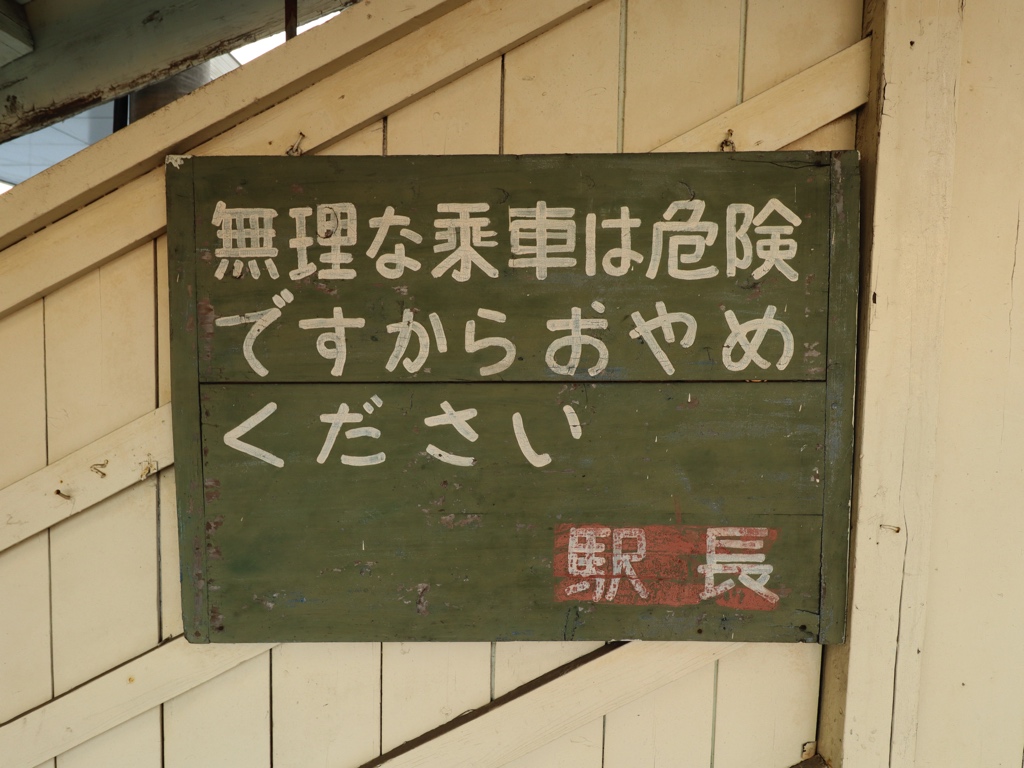 無理な乗車は危険
ですからおやめ
ください
駅長